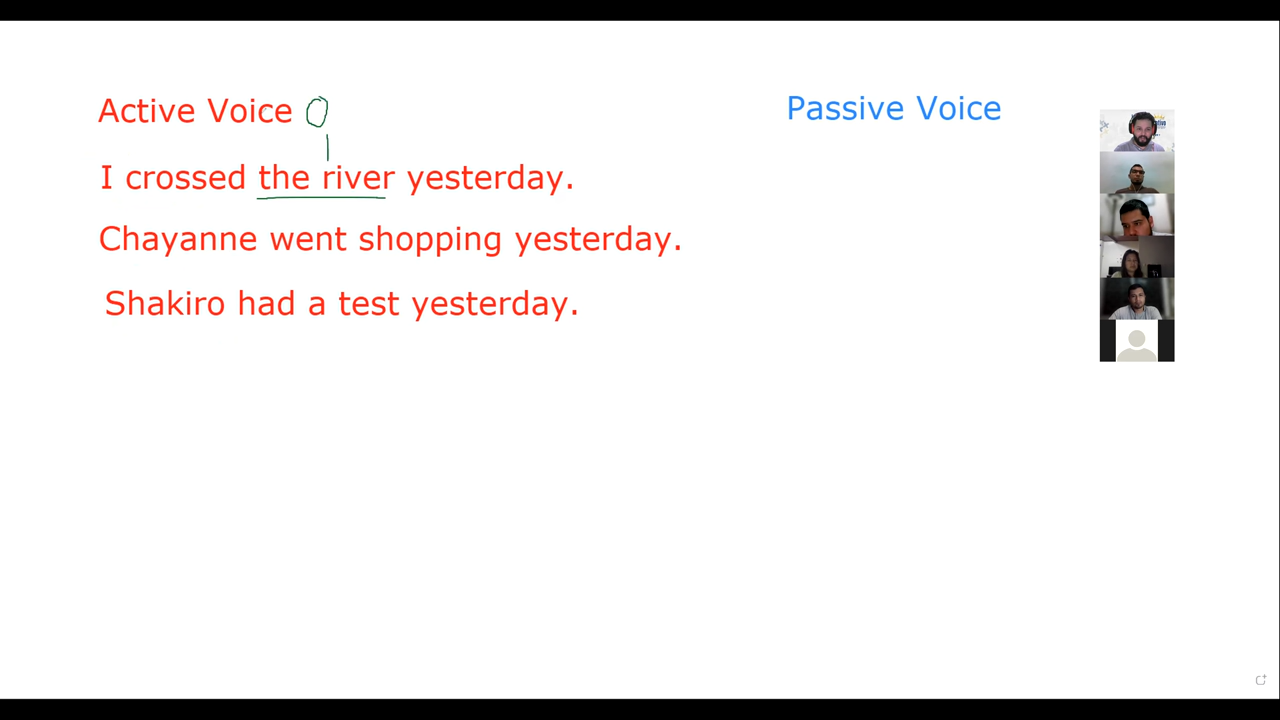 Active Voice O
Passive Voice
I crossed the river yesterday.
Chayanne went shopping yesterday.
Shakiro had a test yesterday.